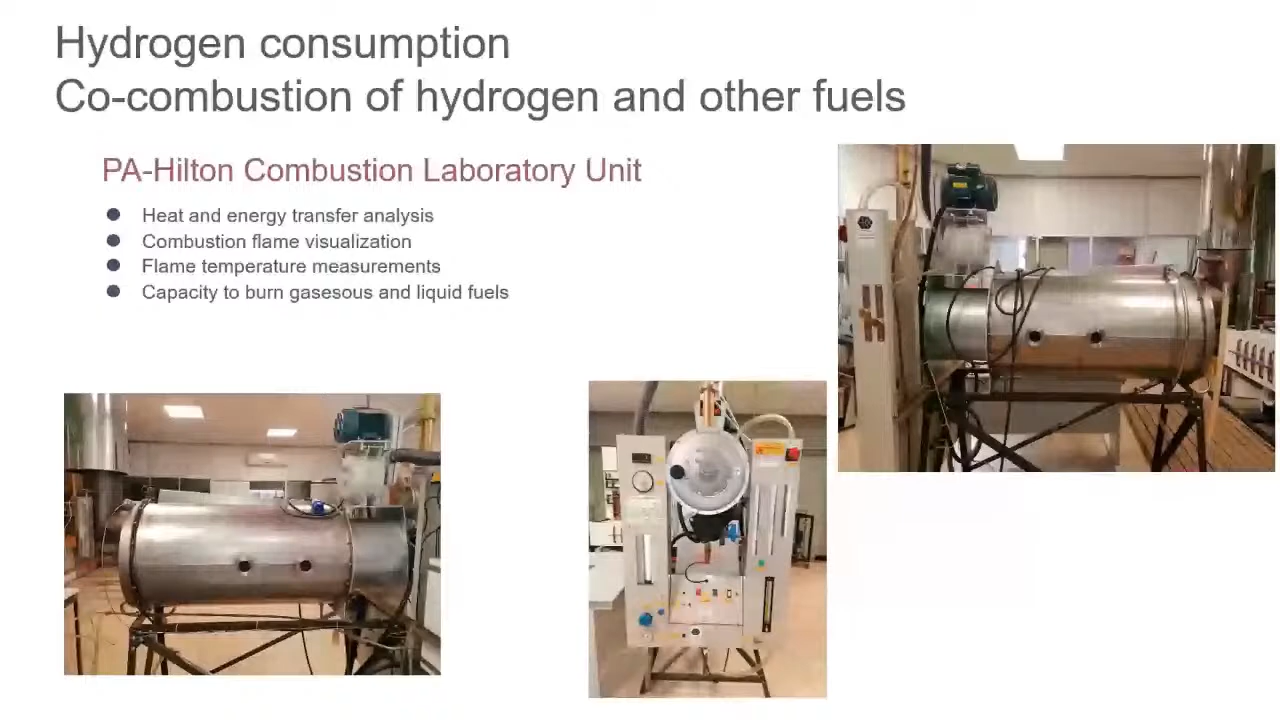 Hydrogen consumption
Co-combustion of hydrogen and other fuels
PA-Hilton Combustion Laboratory Unit
● Heat and energy transfer analysis
● Combustion flame visualization
● Flame temperature measurements
● Capacity to burn gasesous and liquid fuels